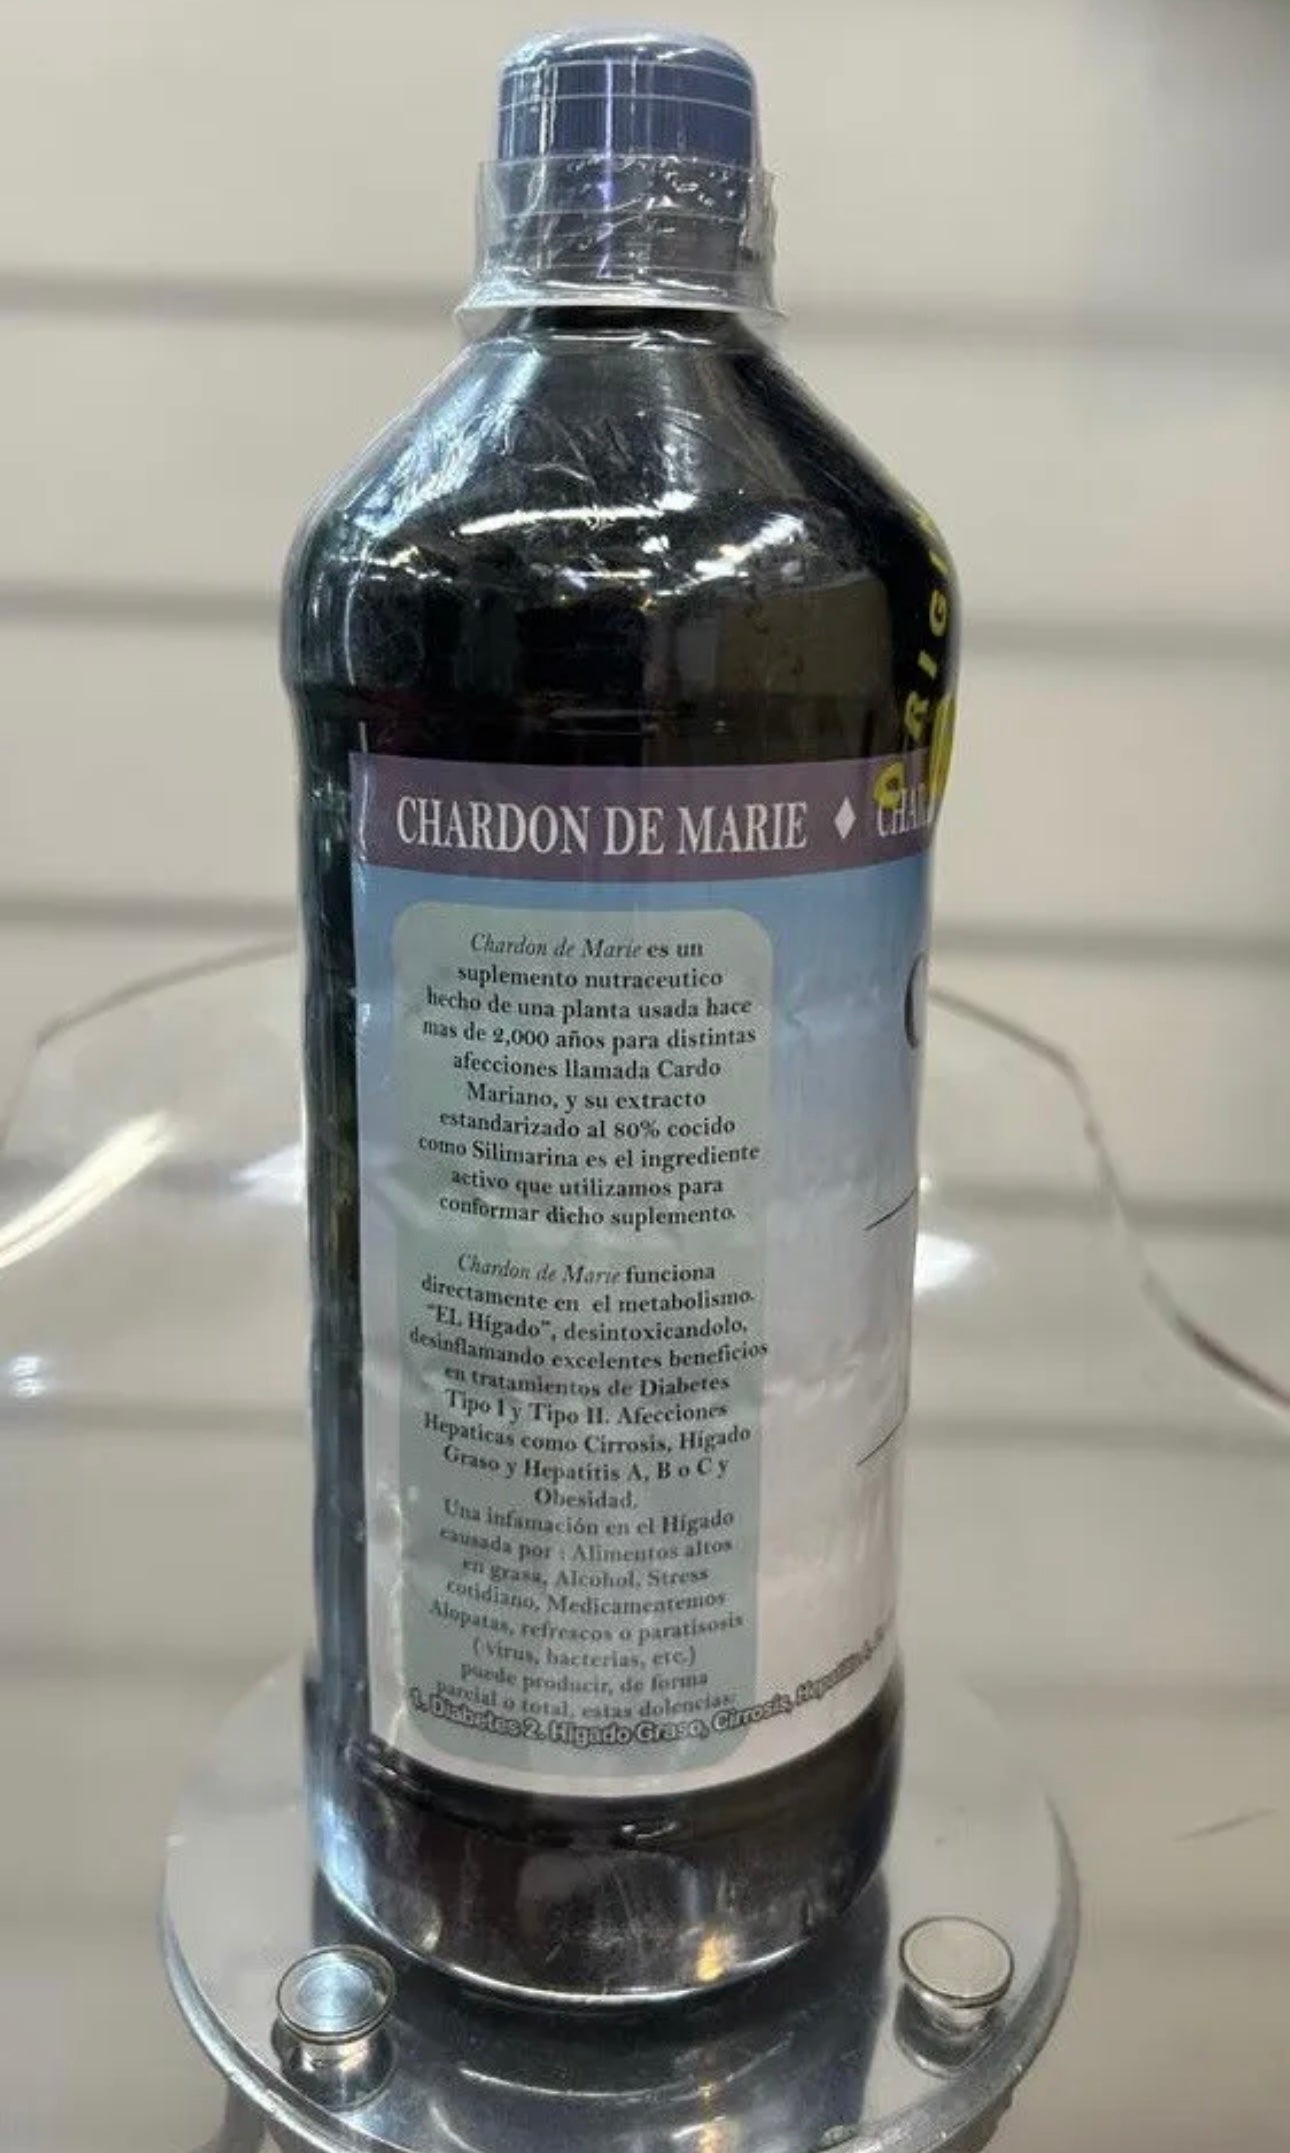 ORIGI
CHARDON DE MARIE ♦ CHAR
Chardon de Marie es un
suplemento nutraceutico
hecho de una planta usada hace
mas de 2,000 años para distintas
afecciones llamada Cardo
Mariano, y su extracto
estandarizado al 80% cocido
como Silimarina es el ingrediente
activo que utilizamos para
conformar dicho suplemento.
Chardon de Marie funciona
directamente en el metabolismo.
"EL Hígado", desintoxicandolo,
desinflamando excelentes beneficios
en tratamientos de Diabetes
Tipo I y Tipo II. Afecciones
Hepaticas como Cirrosis, Hígado
Graso y Hepatitis A, B o C y
Obesidad.
Una infamación en el Hígado
causada por : Alimentos altos
en grasa, Alcohol, Stress
cotidiano, Medicamentemos
Alopatas, refrescos o paratisosis
( virus, bacterias, etc.)
puede producir, de forma
parcial o total, estas dolencias:
1. Diabetes 2. Hígado Graso, Cirrosis, Hepatitis A,